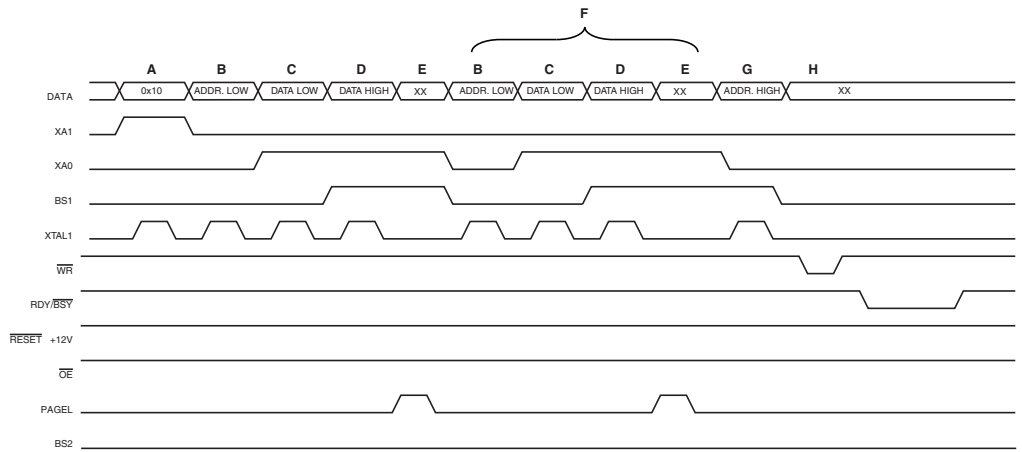 F
A B C D E B C D E G H
DATA 0x10 ADDR. LOW DATA LOW DATA HIGH XX ADDR. LOW DATA LOW DATA HIGH XX ADDR. HIGH XX
XA1
XA0
BS1
XTAL1
WR
RDY/BSY
RESET +12V
OE
PAGEL
BS2